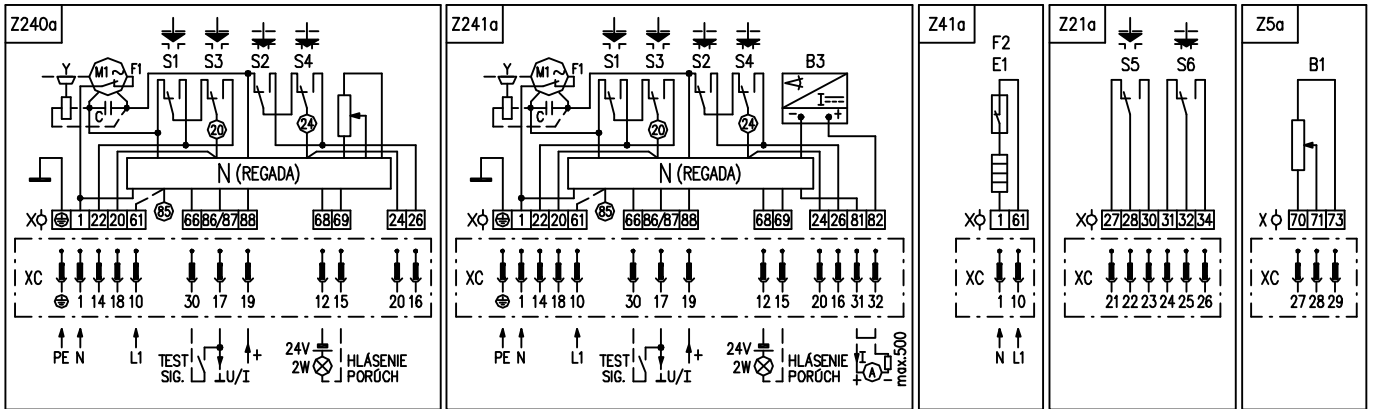 Z240a
S1 S3 S2 S4
Y M1 ~ F1
C
20 24
N (REGADA)
85
X 1 22 20 61 66 86/87 88 68 69 24 26
XC
1 14 18 10 30 17 19 12 15 20 16
PE N L1 TEST SIG. ⊥U/I + 24V 2W HLÁSENIE PORÚCH
Z241a
S1 S3 S2 S4 B3
Y M1 ~ F1
C
I
- +
20 24
N (REGADA)
85
X 1 22 20 61 66 86/87 88 68 69 24 26 81 82
XC
1 14 18 10 30 17 19 12 15 20 16 31 32
PE N L1 TEST SIG. ⊥U/I + 24V 2W HLÁSENIE PORÚCH I - + A max.500
Z41a
F2
E1
X 1 61
XC
1 10
N L1
Z21a
S5 S6
X 27 28 30 31 32 34
XC
21 22 23 24 25 26
Z5a
B1
X 70 71 73
XC
27 28 29